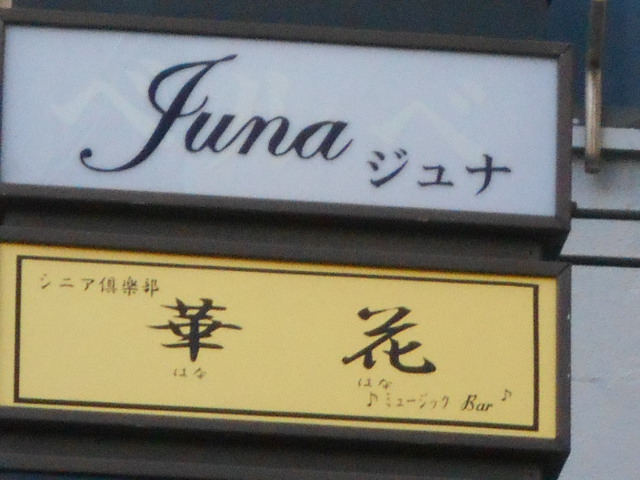 Juna
ジュナ
シニア倶楽部
華花
はな はな
♪ミュージック Bar♪